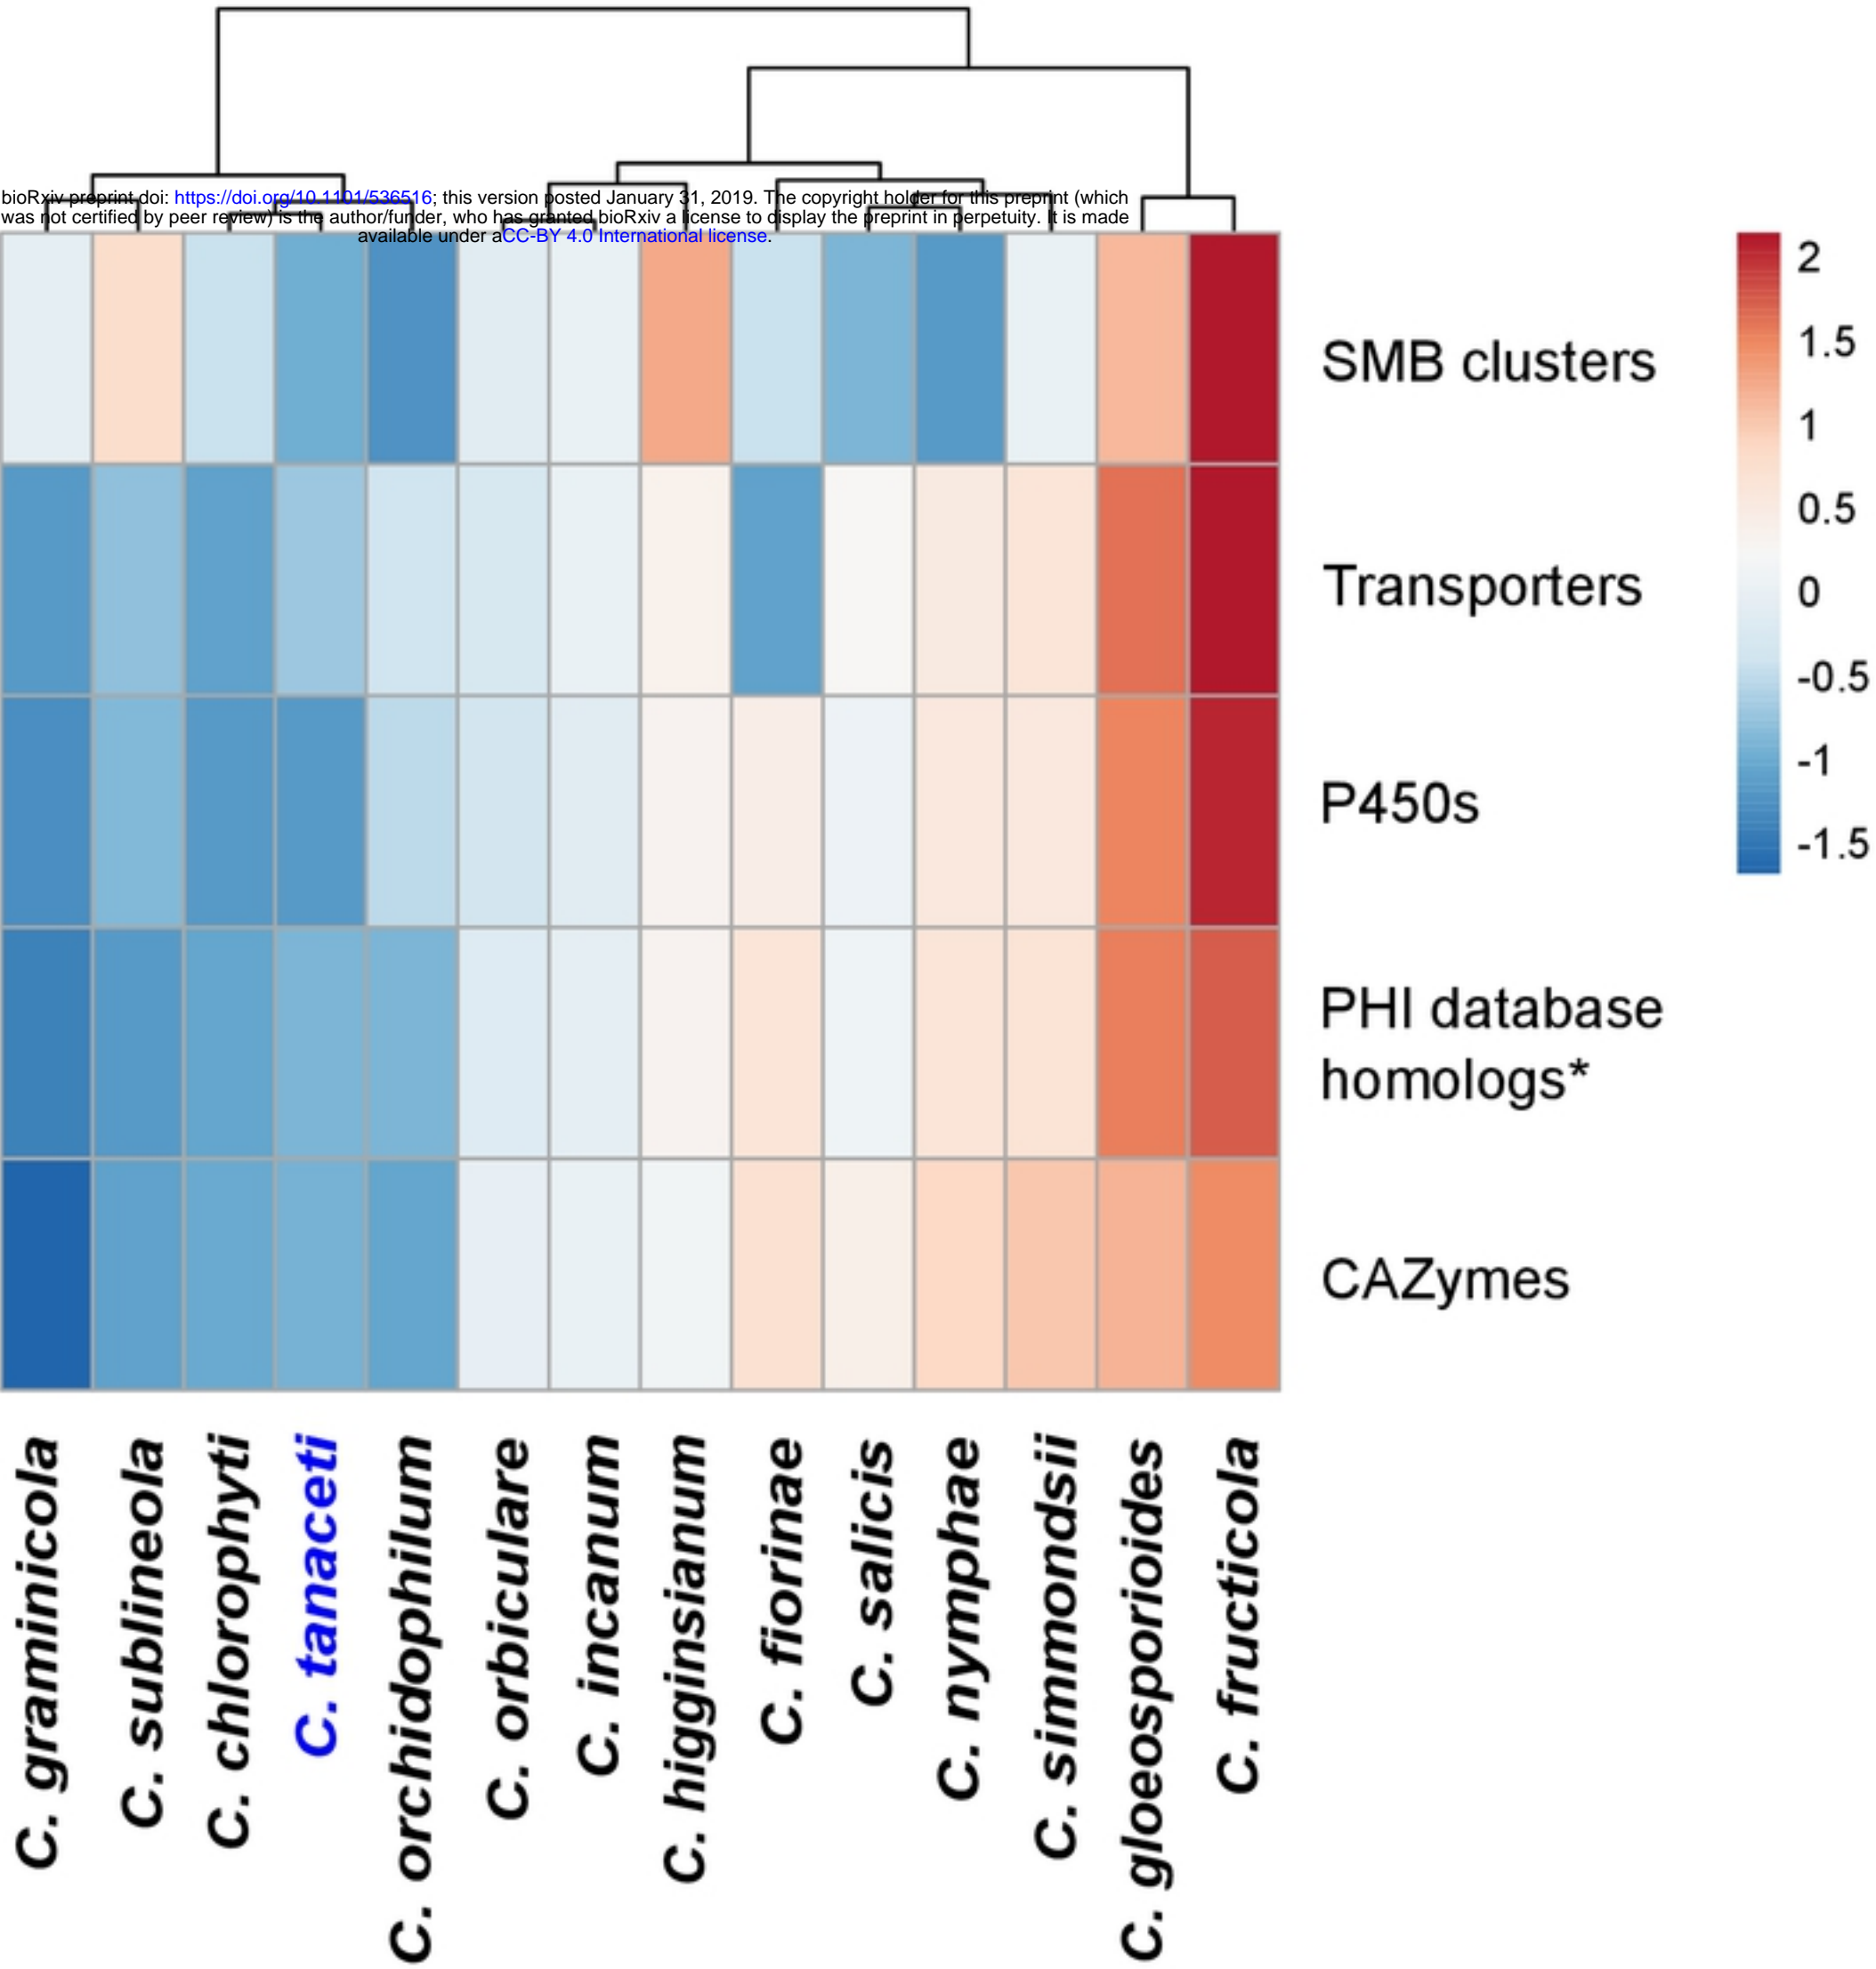 bioRxiv preprint doi: https://doi.org/10.1101/536516; this version posted January 31, 2019. The copyright holder for this preprint (which
was not certified by peer review) is the author/funder, who has granted bioRxiv a license to display the preprint in perpetuity. It is made
available under aCC-BY 4.0 International license.
SMB clusters
Transporters
P450s
PHI database
homologs*
CAZymes
2
1.5
1
0.5
0
-0.5
-1
-1.5
C. graminicola
C. sublineola
C. chlorophyti
C. tanaceti
C. orchidophilum
C. orbiculare
C. incanum
C. higginsianum
C. fiorinae
C. salicis
C. nymphae
C. simmondsii
C. gloeosporioides
C. fructicola